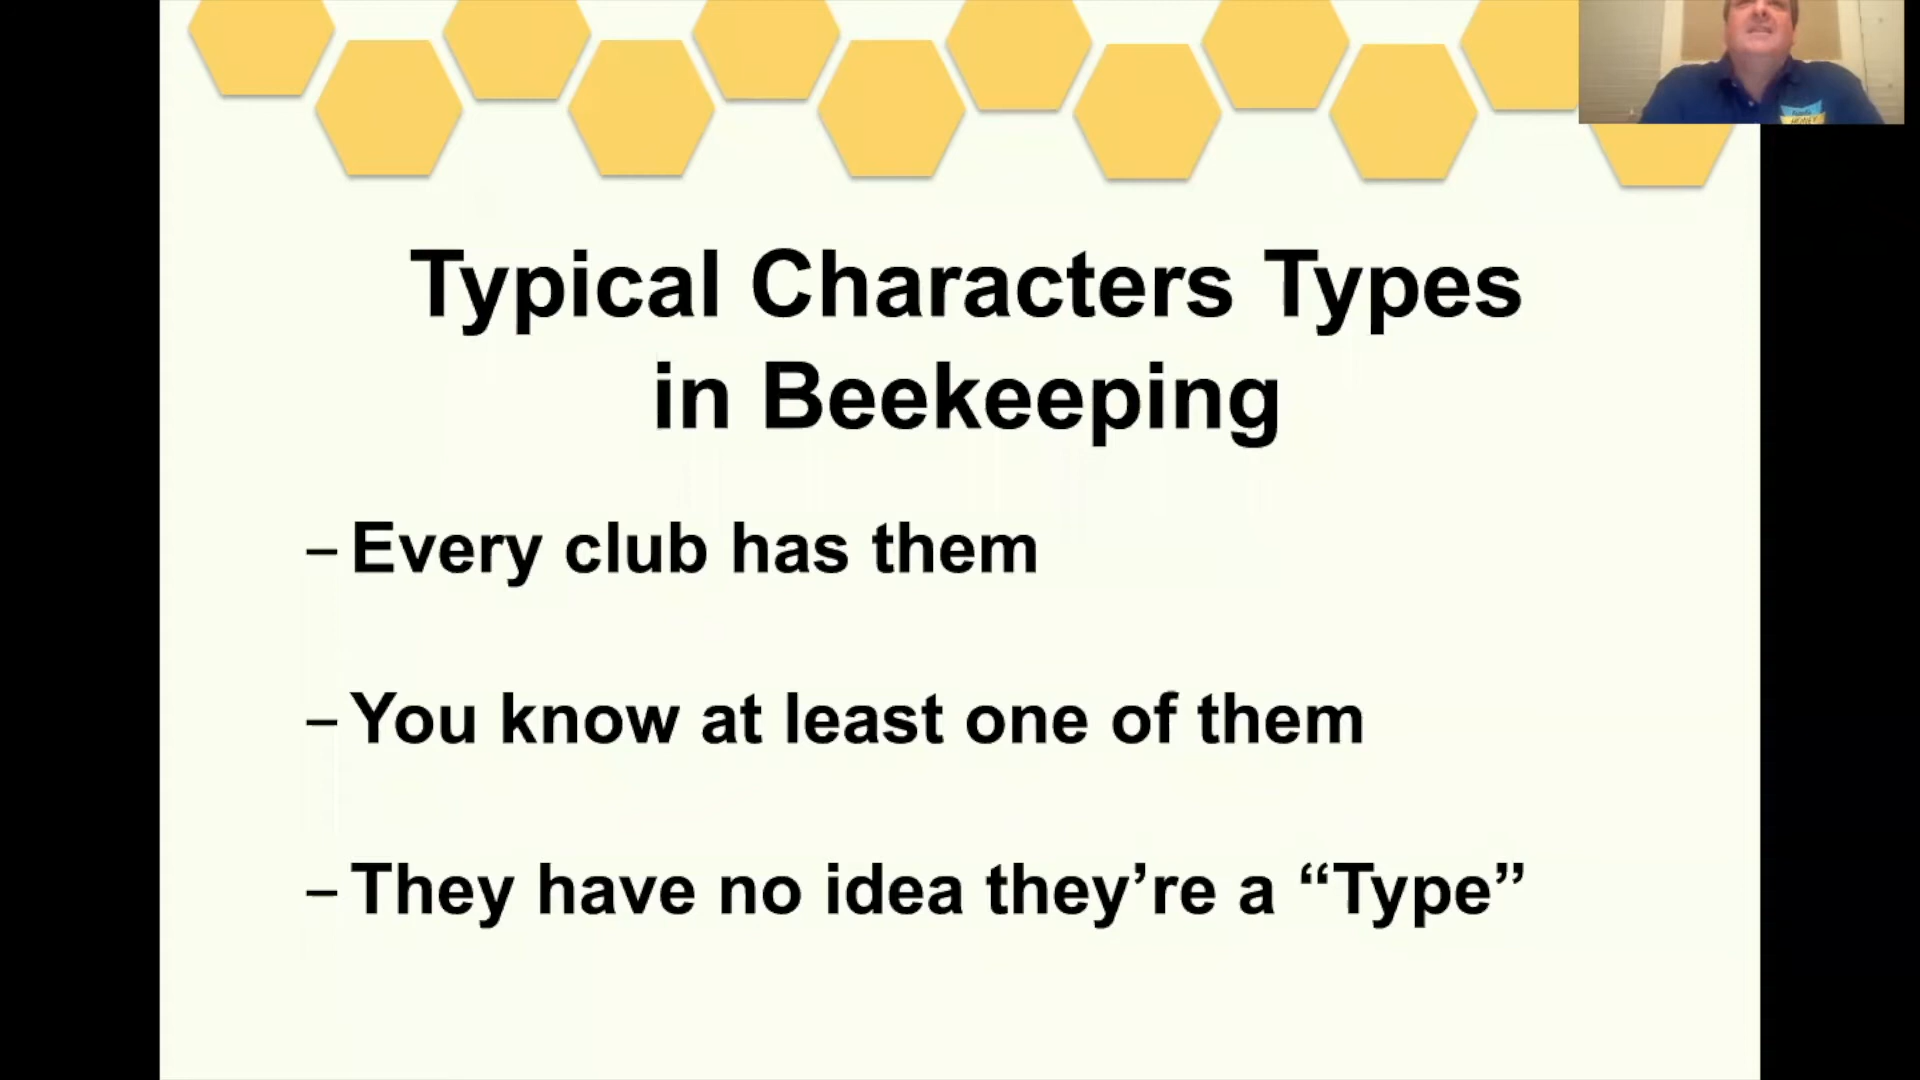 Typical Characters Types
in Beekeeping
– Every club has them
– You know at least one of them
– They have no idea they’re a “Type”
HONEY